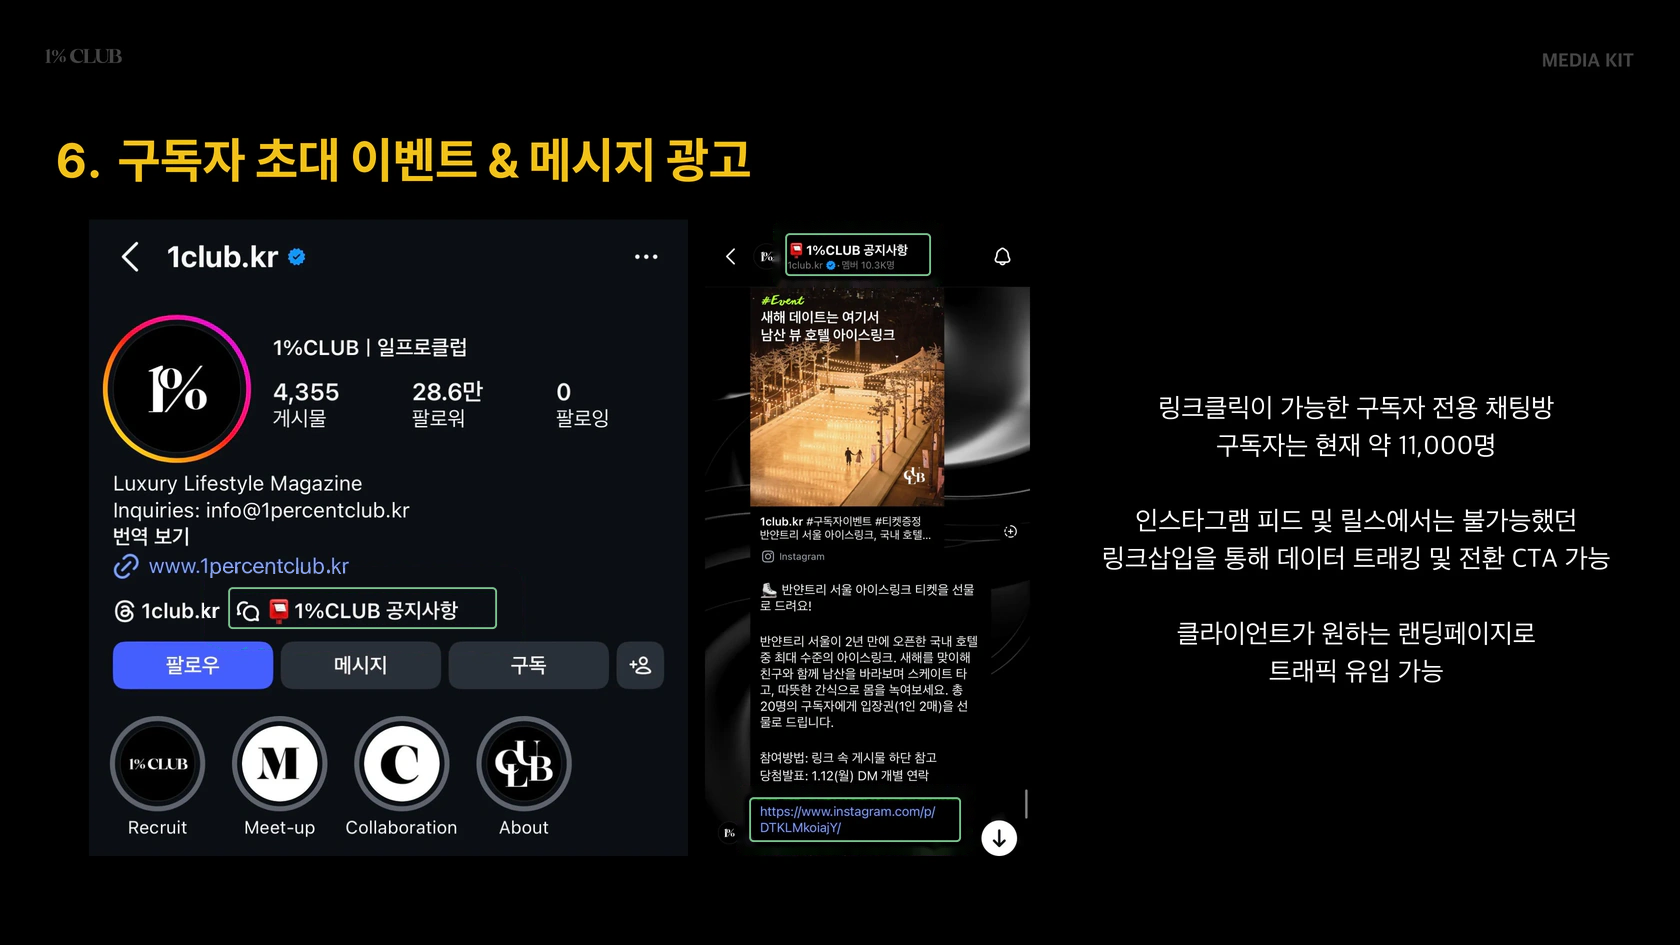 1% CLUB
MEDIA KIT
6. 구독자 초대 이벤트 & 메시지 광고
1club.kr
1%
1%CLUB | 일프로클럽
4,355
28.6만
0
게시물
팔로워
팔로잉
Luxury Lifestyle Magazine
Inquiries: info@1percentclub.kr
번역 보기
www.1percentclub.kr
1club.kr
1%CLUB 공지사항
팔로우
메시지
구독
1% CLUB
M
C
CLUB
Recruit
Meet-up
Collaboration
About
1%
1%CLUB 공지사항
1club.kr · 멤버 10.3K명
#Event
새해 데이트는 여기서
남산 뷰 호텔 아이스링크
CLUB
1club.kr #구독자이벤트 #티켓증정
반얀트리 서울 아이스링크, 국내 호텔...
Instagram
⛸️ 반얀트리 서울 아이스링크 티켓을 선물
로 드려요!
반얀트리 서울이 2년 만에 오픈한 국내 호텔
중 최대 수준의 아이스링크. 새해를 맞이해
친구와 함께 남산을 바라보며 스케이트 타
고, 따뜻한 간식으로 몸을 녹여보세요. 총
20명의 구독자에게 입장권(1인 2매)을 선
물로 드립니다.
참여방법: 링크 속 게시물 하단 참고
당첨발표: 1.12(월) DM 개별 연락
https://www.instagram.com/p/
DTKLMkoiajY/
1%
링크클릭이 가능한 구독자 전용 채팅방
구독자는 현재 약 11,000명
인스타그램 피드 및 릴스에서는 불가능했던
링크삽입을 통해 데이터 트래킹 및 전환 CTA 가능
클라이언트가 원하는 랜딩페이지로
트래픽 유입 가능